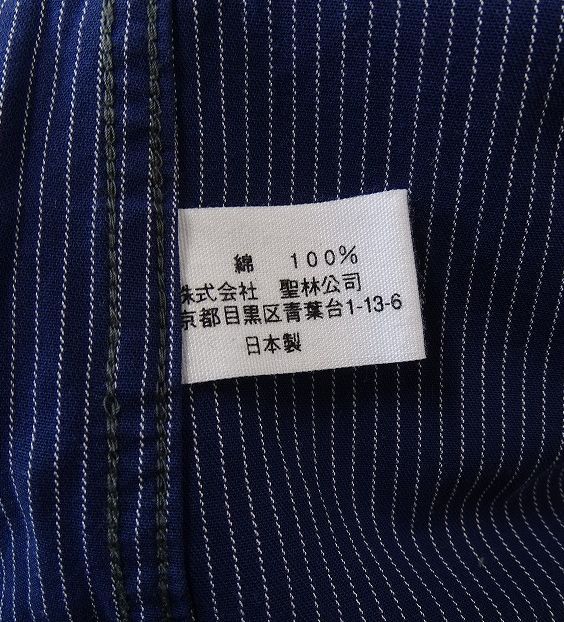 綿 100%
株式会社 聖林公司
京都目黒区青葉台1-13-6
日本製